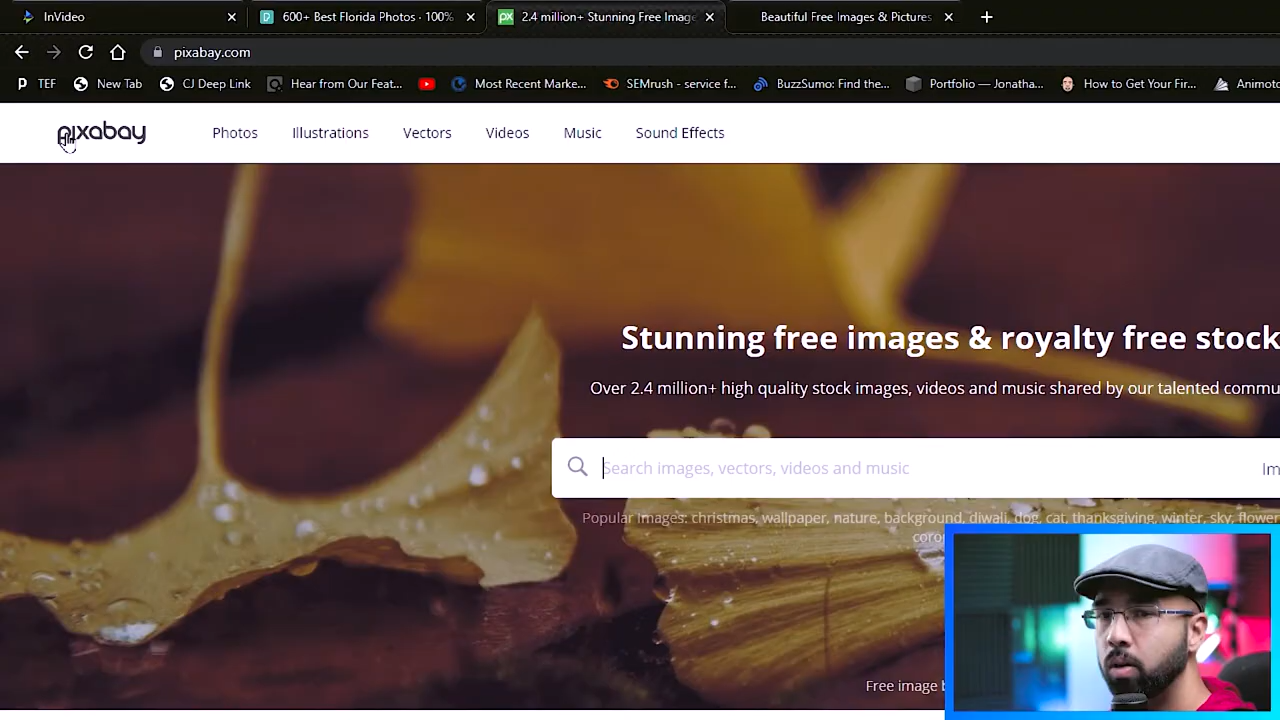 InVideo
600+ Best Florida Photos · 100%
px
2.4 million+ Stunning Free Imag
Beautiful Free Images & Pictures
pixabay.com
TEF
New Tab
CJ Deep Link
Hear from Our Feat...
Most Recent Marke...
SEMrush - service f...
BuzzSumo: Find the...
Portfolio — Jonatha...
How to Get Your Fir...
Animoto
pixabay
Photos
Illustrations
Vectors
Videos
Music
Sound Effects
Stunning free images & royalty free stock
Over 2.4 million+ high quality stock images, videos and music shared by our talented commu
Search images, vectors, videos and music
Im
Popular Images: christmas, wallpaper, nature, background, diwali, dog, cat, thanksgiving, winter, sky, flower
coro
Free image b